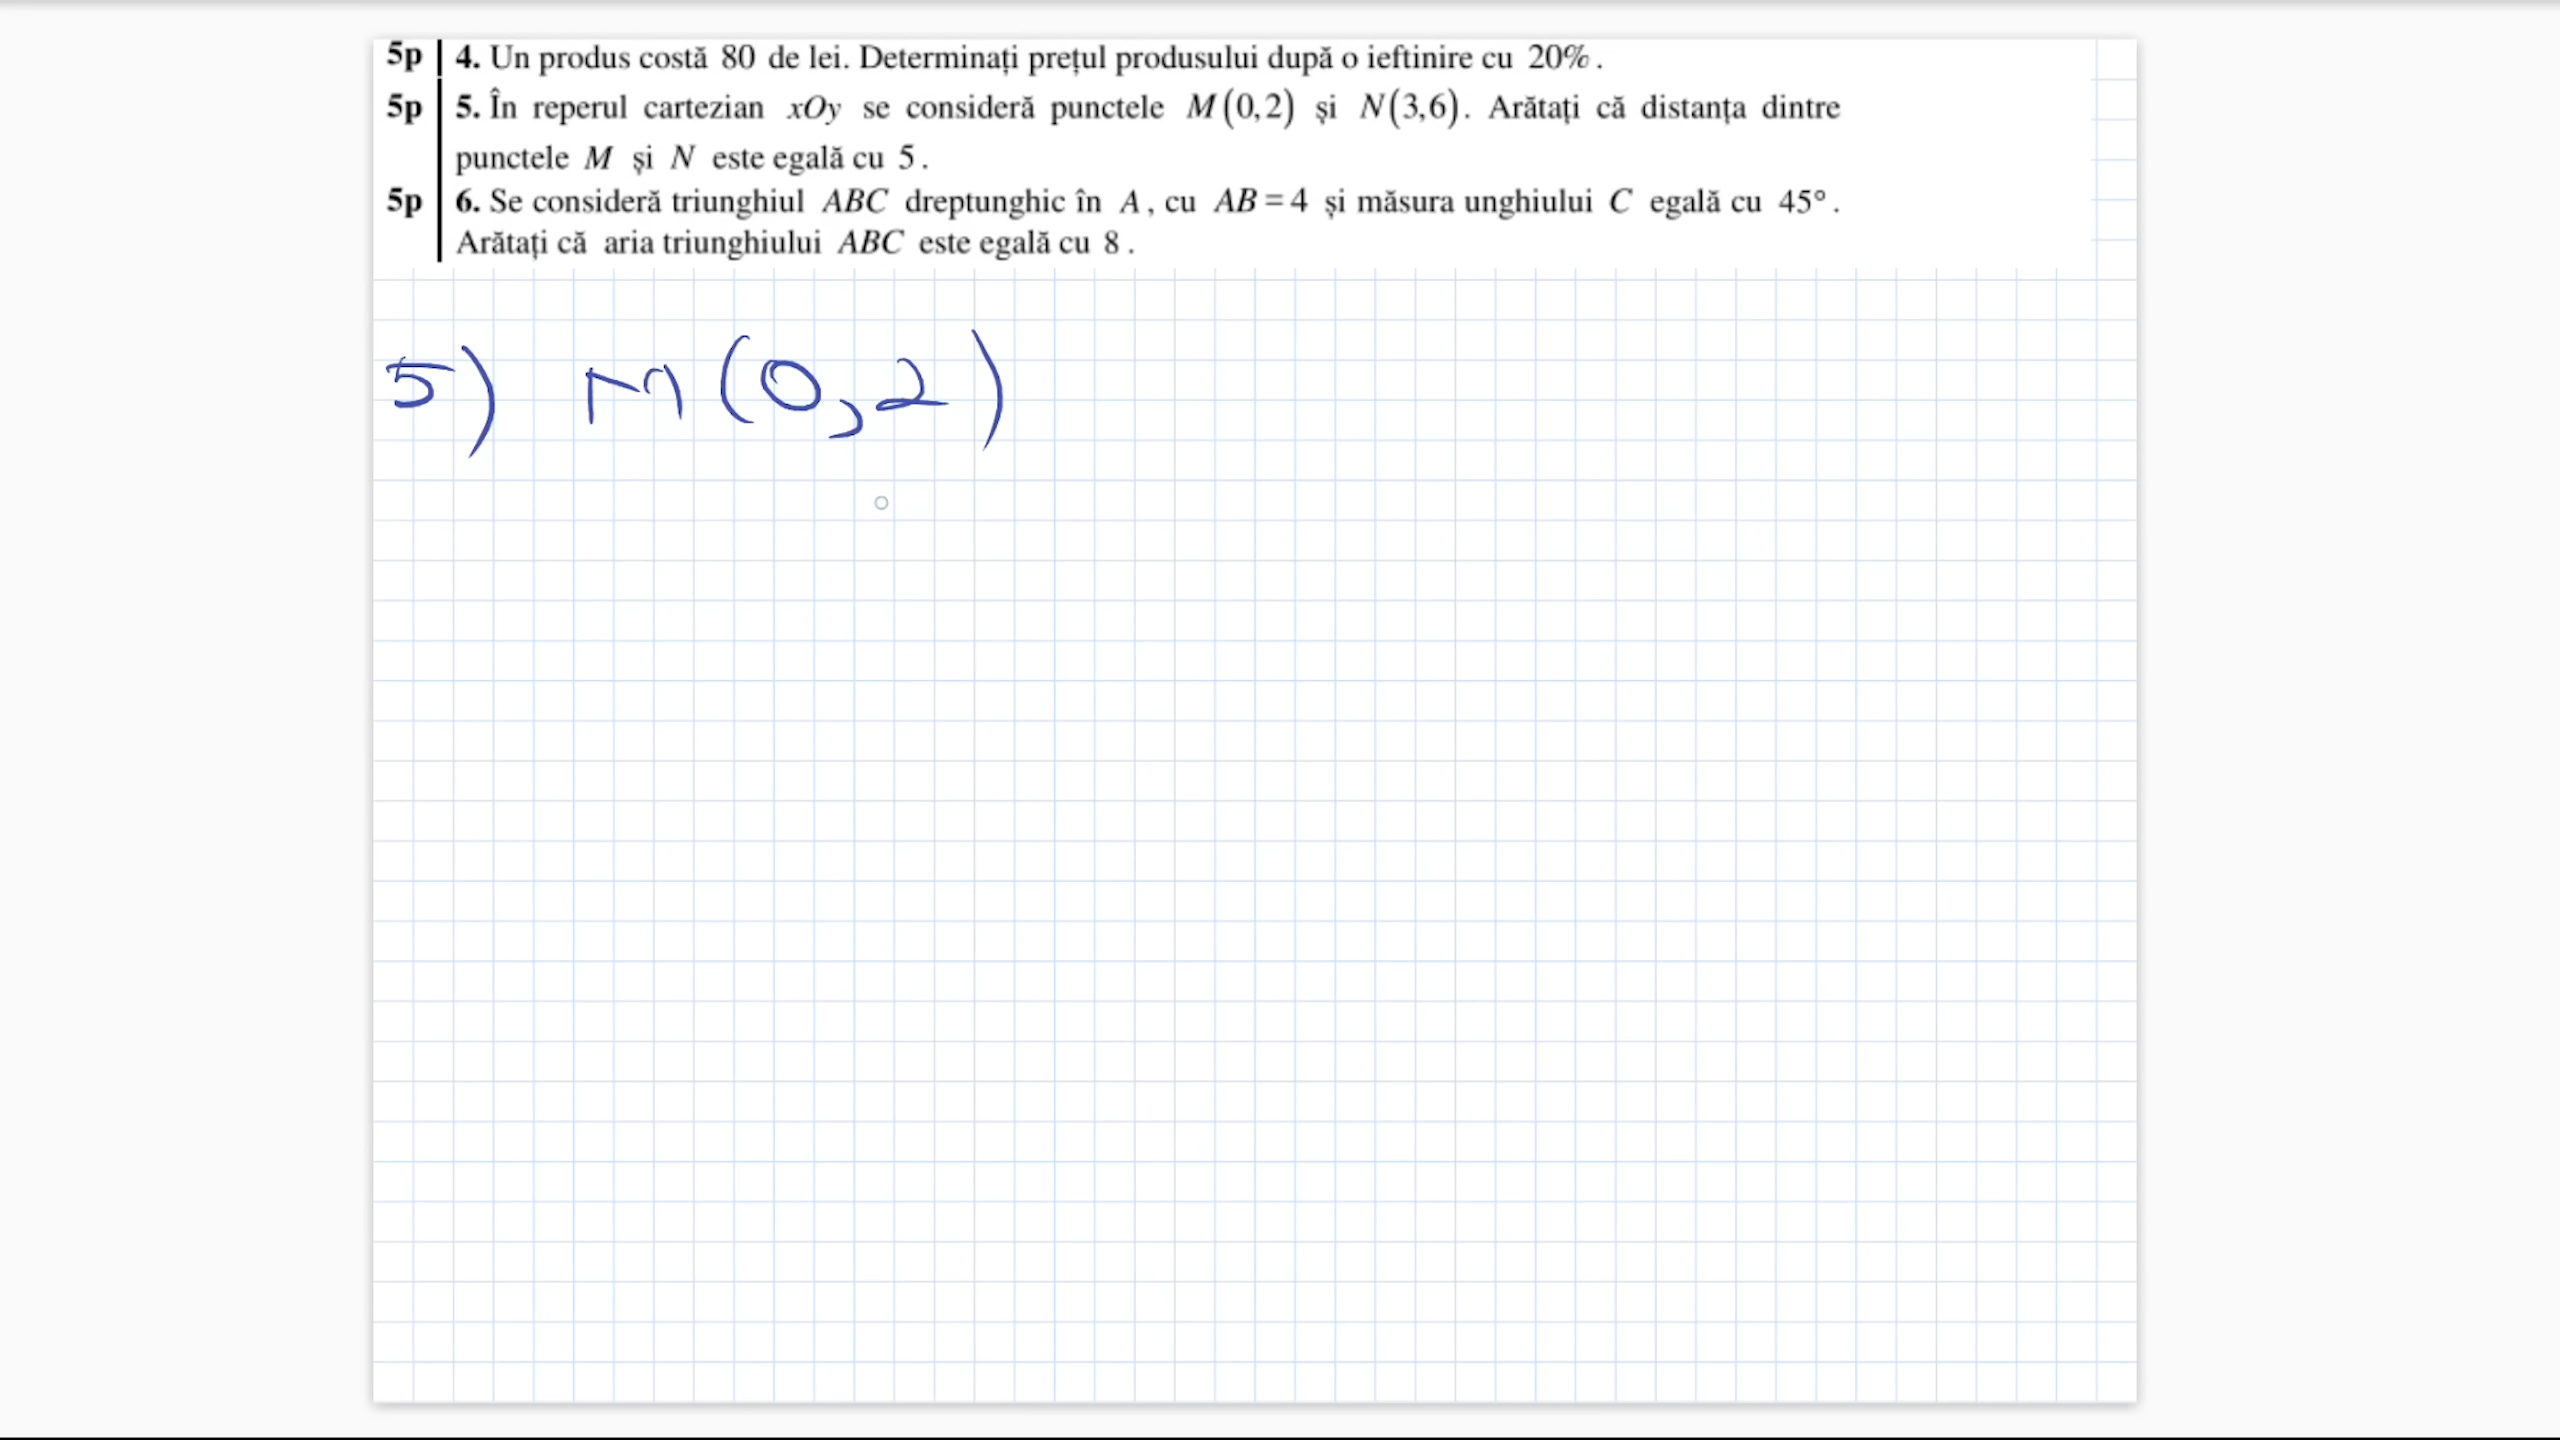 5p 4. Un produs costă 80 de lei. Determinați prețul produsului după o ieftinire cu 20%.
5p 5. În reperul cartezian xOy se consideră punctele M(0,2) și N(3,6). Arătați că distanța dintre
punctele M și N este egală cu 5.
5p 6. Se consideră triunghiul ABC dreptunghic în A, cu AB = 4 și măsura unghiului C egală cu 45°.
Arătați că aria triunghiului ABC este egală cu 8.
5) M(0,2)